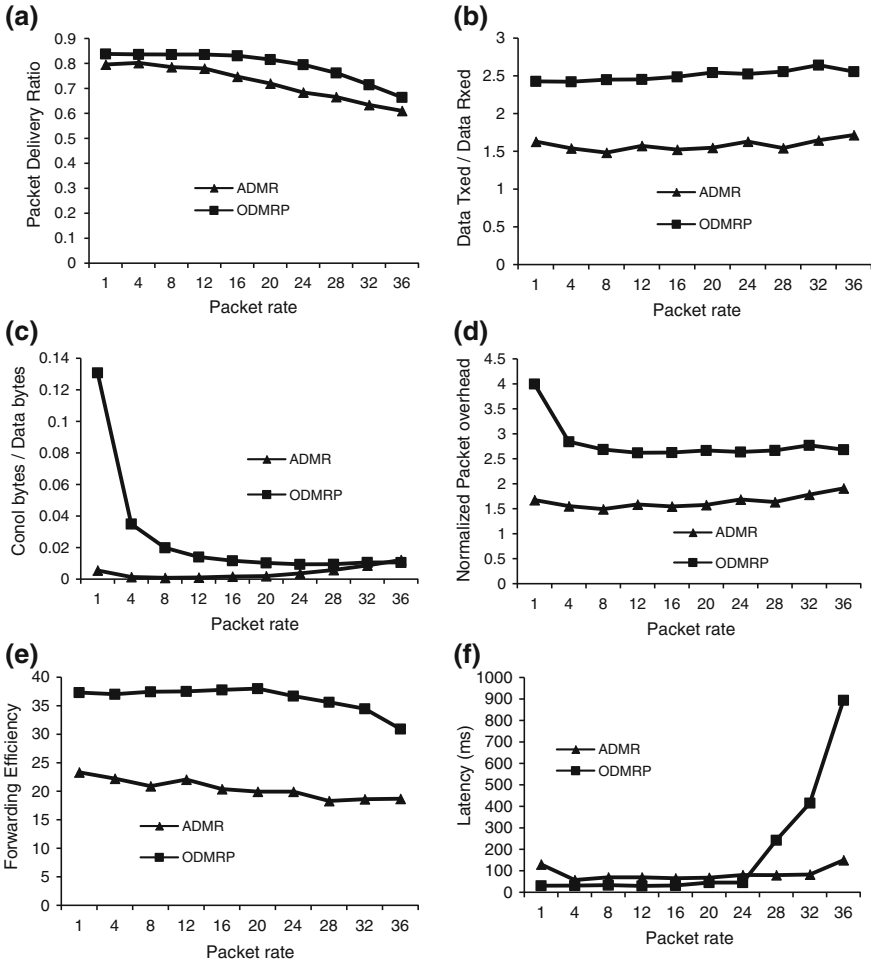 (a)
0.9
0.8
0.7
0.6
0.5
0.4
0.3
0.2
0.1
0
Packet Delivery Ratio
ADMR
ODMRP
1 4 8 12 16 20 24 28 32 36
Packet rate
(b)
3
2.5
2
1.5
1
0.5
0
Data Txed / Data Rxed
ADMR
ODMRP
1 4 8 12 16 20 24 28 32 36
Packet rate
(c)
0.14
0.12
0.1
0.08
0.06
0.04
0.02
0
Conol bytes / Data bytes
ADMR
ODMRP
1 4 8 12 16 20 24 28 32 36
Packet rate
(d)
4.5
4
3.5
3
2.5
2
1.5
1
0.5
0
Normalized Packet overhead
ADMR
ODMRP
1 4 8 12 16 20 24 28 32 36
Packet rate
(e)
40
35
30
25
20
15
10
5
0
Forwarding Efficiency
ADMR
ODMRP
1 4 8 12 16 20 24 28 32 36
Packet rate
(f)
1000
900
800
700
600
500
400
300
200
100
0
Latency (ms)
ADMR
ODMRP
1 4 8 12 16 20 24 28 32 36
Packet rate